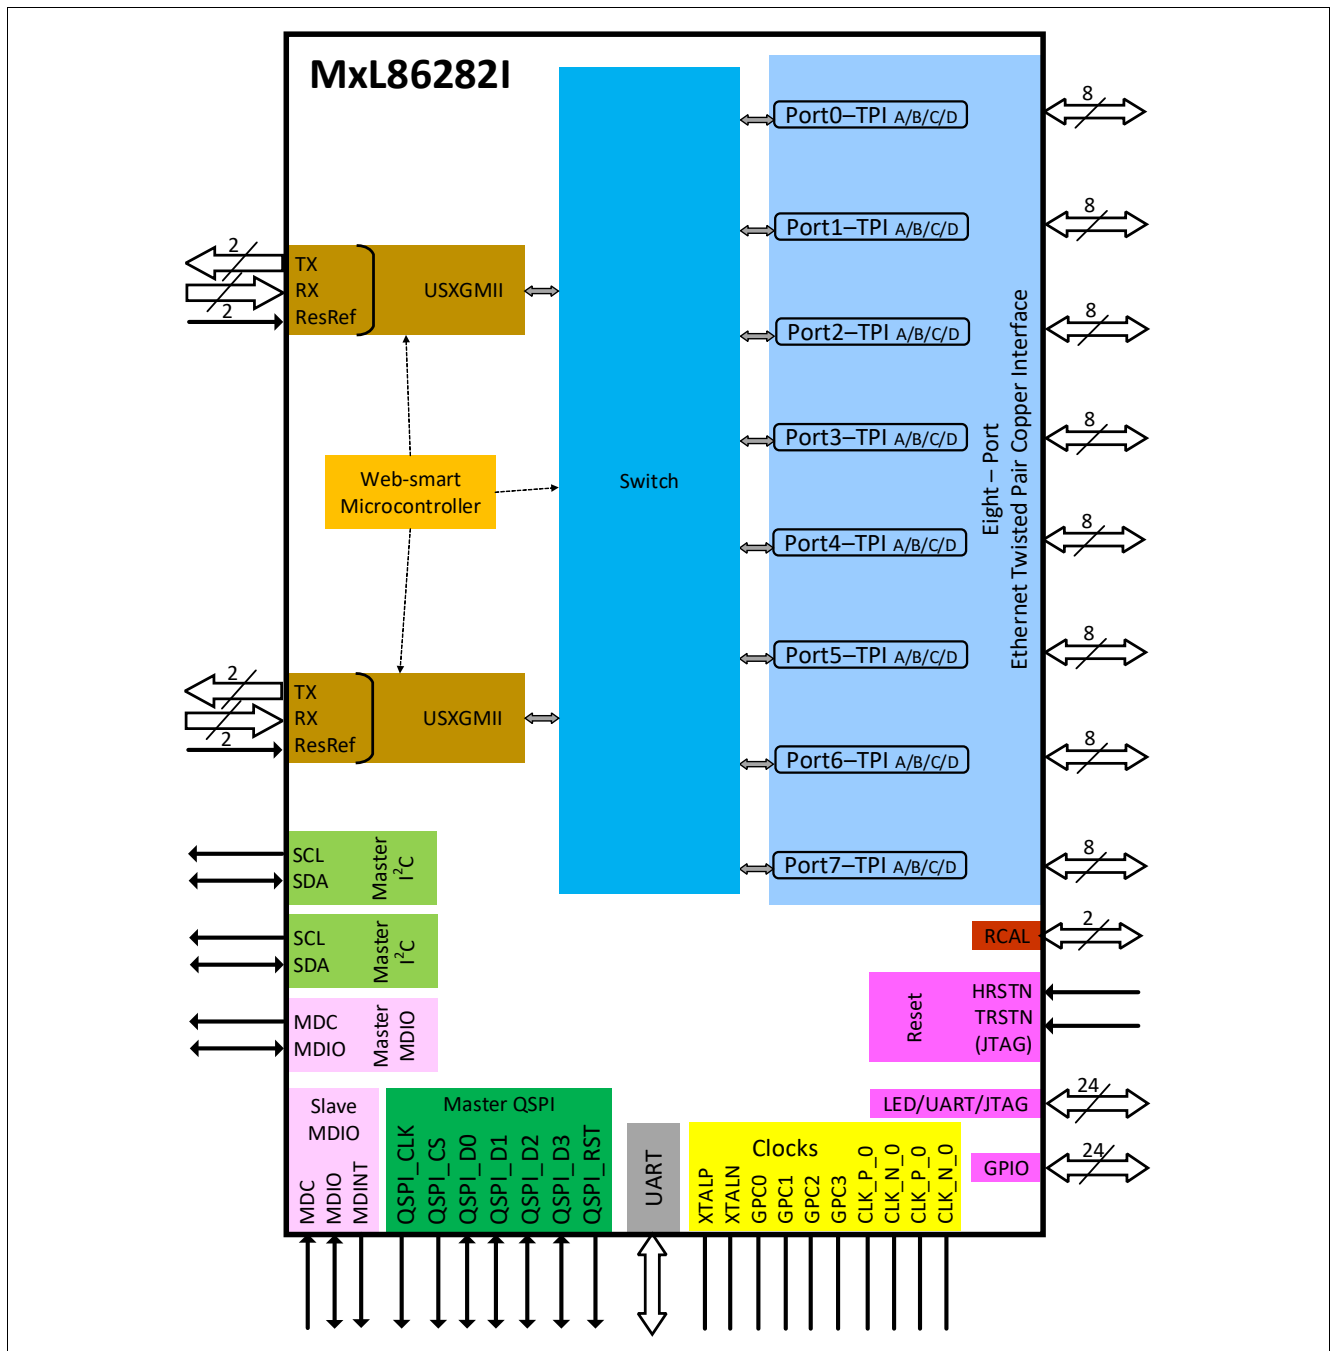 MxL86282I
Port0–TPI A/B/C/D
8
Port1–TPI A/B/C/D
8
Port2–TPI A/B/C/D
8
Port3–TPI A/B/C/D
8
Port4–TPI A/B/C/D
8
Port5–TPI A/B/C/D
8
Port6–TPI A/B/C/D
8
Port7–TPI A/B/C/D
8
Eight – Port
Ethernet Twisted Pair Copper Interface
Switch
2
TX
RX
2
ResRef
USXGMII
Web-smart
Microcontroller
2
TX
RX
2
ResRef
USXGMII
SCL
SDA
Master
I²C
SCL
SDA
Master
I²C
MDC
MDIO
Master
MDIO
RCAL
2
Reset
HRSTN
TRSTN
(JTAG)
LED/UART/JTAG
24
GPIO
24
Slave
MDIO
MDC
MDIO
MDINT
Master QSPI
QSPI_CLK
QSPI_CS
QSPI_D0
QSPI_D1
QSPI_D2
QSPI_D3
QSPI_RST
UART
Clocks
XTALP
XTALN
GPC0
GPC1
GPC2
GPC3
CLK_P_0
CLK_N_0
CLK_P_0
CLK_N_0